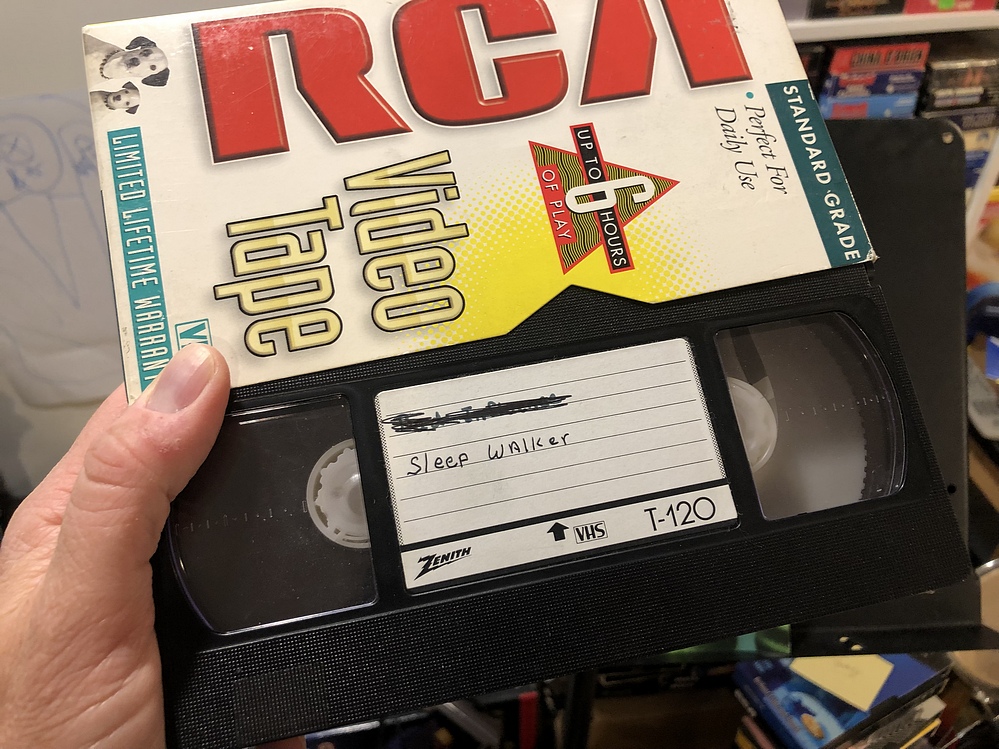 RCA
Video
Tape
UP TO
6
HOURS
OF PLAY
• Perfect For
Daily Use
STANDARD GRADE
LIMITED LIFETIME WARRAN
Sleep WAlker
ZENITH
VHS
T-120